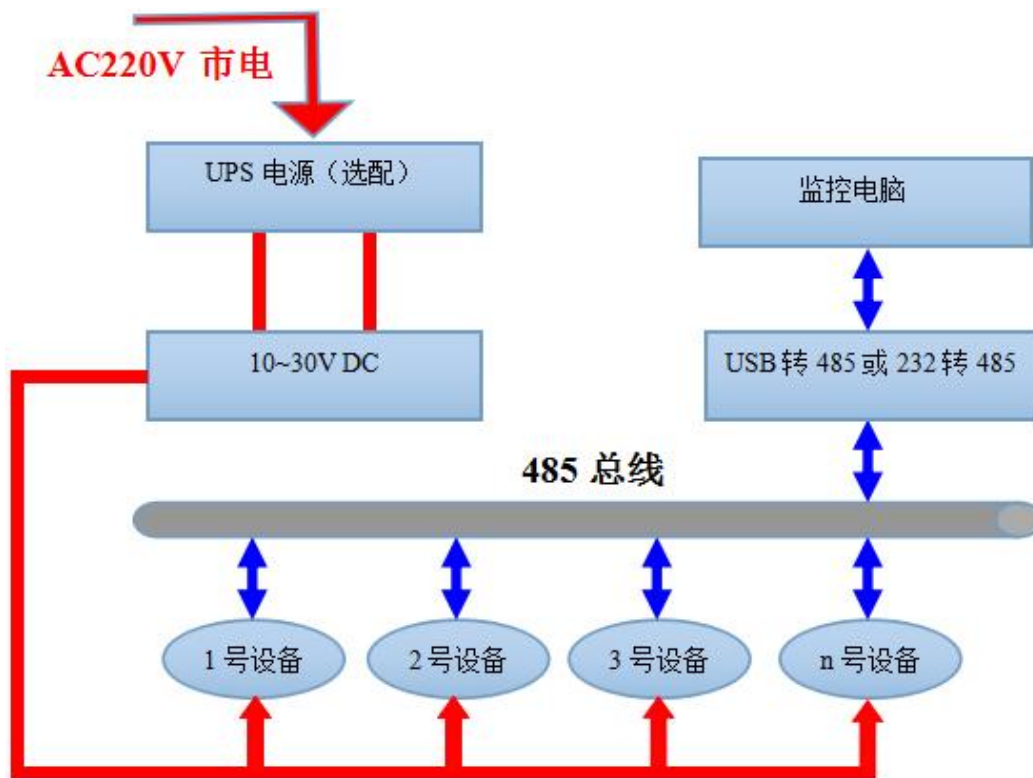 AC220V 市电
UPS 电源（选配）
监控电脑
10~30V DC
USB 转 485 或 232 转 485
485 总线
1 号设备
2 号设备
3 号设备
n 号设备